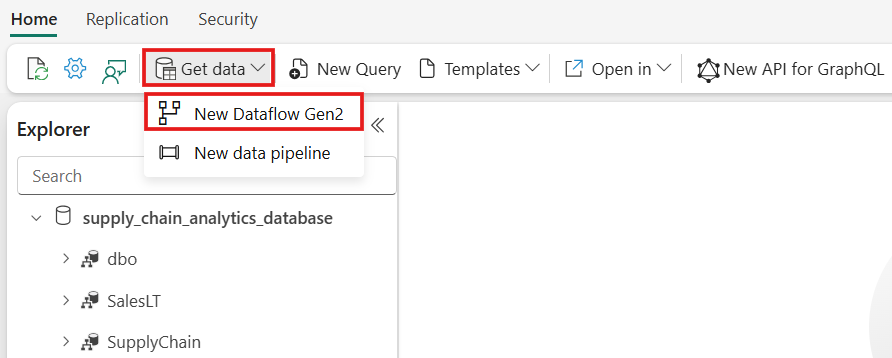 Home Replication Security
Get data New Query Templates Open in New API for GraphQL
New Dataflow Gen2
New data pipeline
Explorer
Search
supply_chain_analytics_database
dbo
SalesLT
SupplyChain